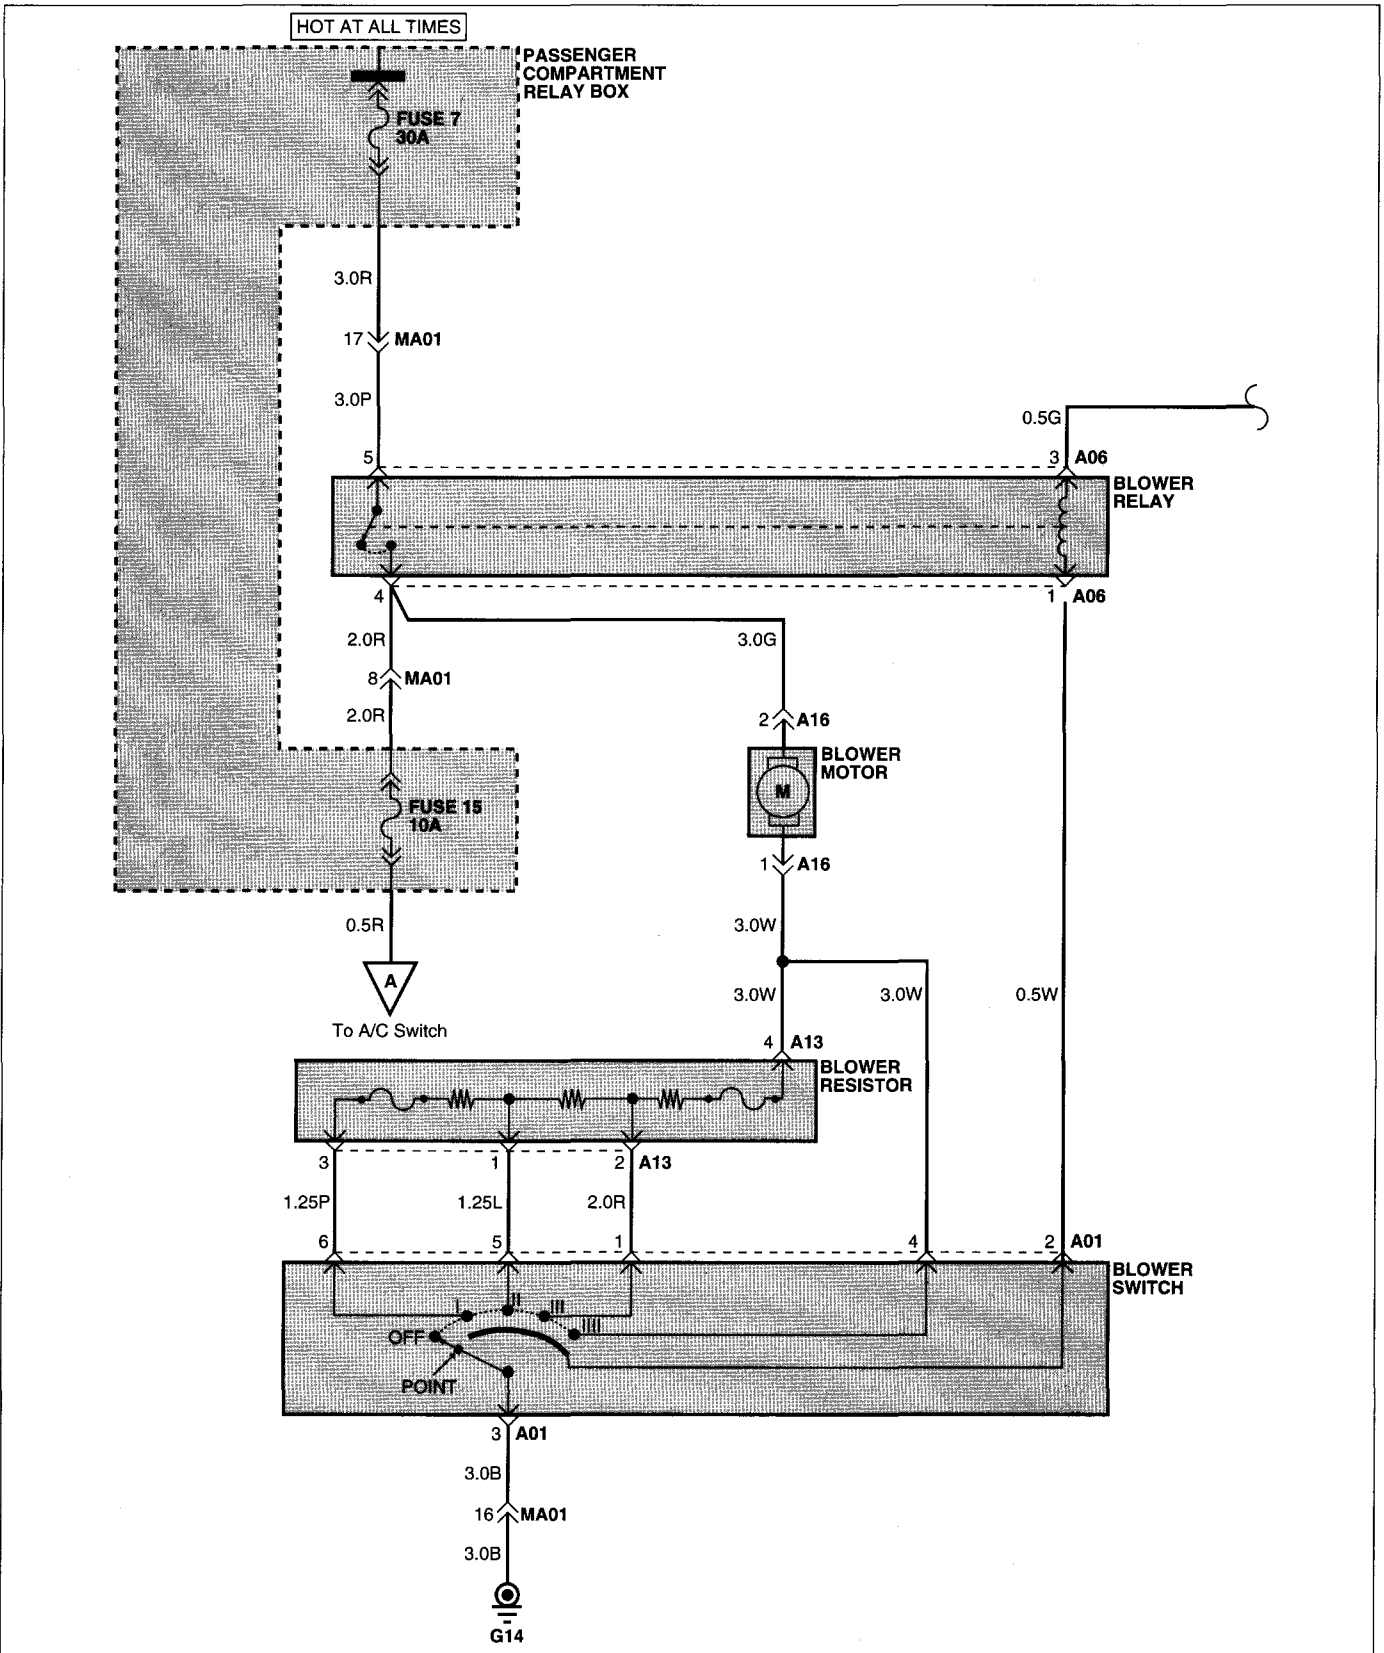 HOT AT ALL TIMES
PASSENGER
COMPARTMENT
RELAY BOX
FUSE 7
30A
3.0R
17 MA01
3.0P
0.5G
5
3 A06
BLOWER
RELAY
4
1 A06
2.0R
3.0G
8 MA01
2.0R
2 A16
BLOWER
MOTOR
M
FUSE 15
10A
1 A16
0.5R
3.0W
A
3.0W
3.0W
0.5W
To A/C Switch
4 A13
BLOWER
RESISTOR
3
1
2 A13
1.25P
1.25L
2.0R
6
5
1
4
2 A01
BLOWER
SWITCH
I
II
III
IIII
OFF
POINT
3 A01
3.0B
16 MA01
3.0B
G14